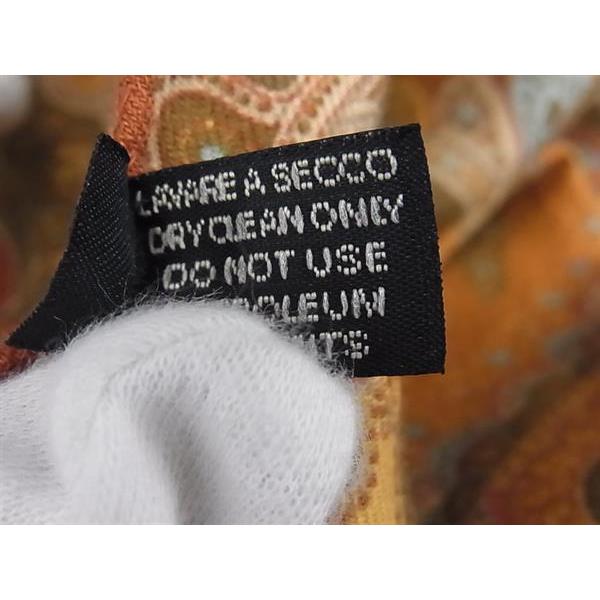 LAVARE A SECCO
DRY CLEAN ONLY
DO NOT USE